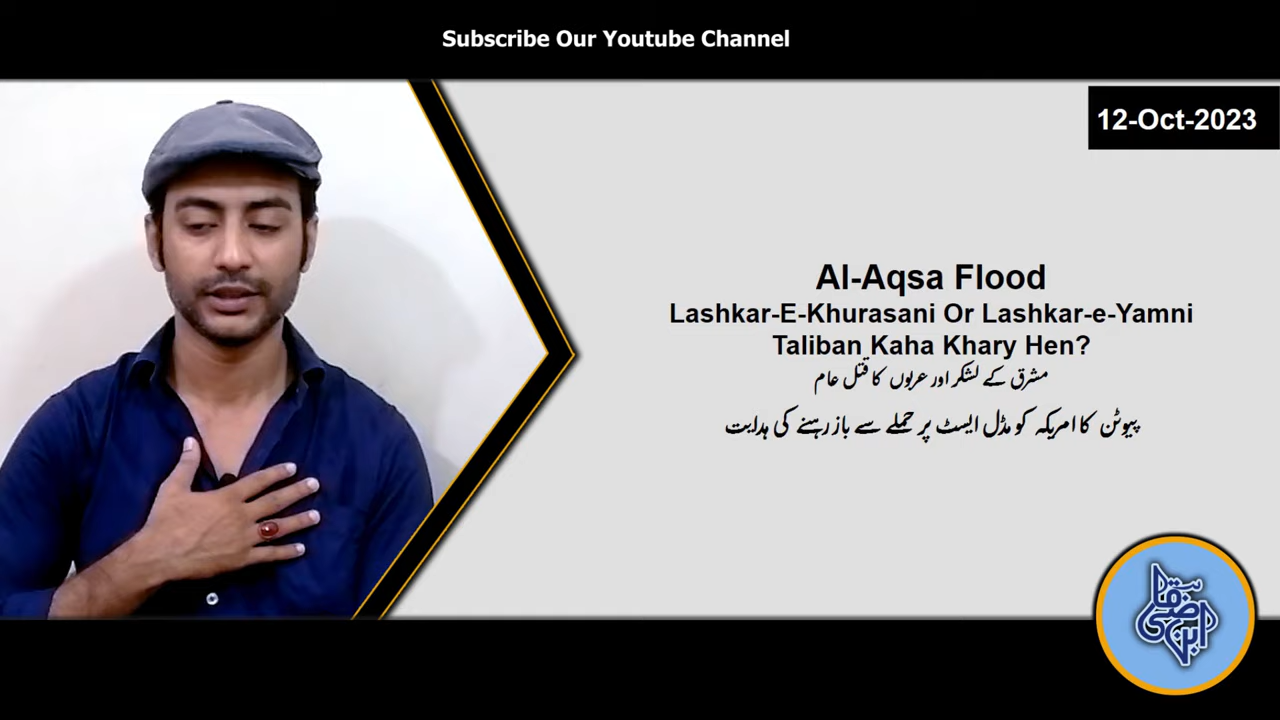 Subscribe Our Youtube Channel
12-Oct-2023
Al-Aqsa Flood
Lashkar-E-Khurasani Or Lashkar-e-Yamni
Taliban Kaha Khary Hen?
مشرق کے لشکر اور عربوں کا قتل عام
پیوٹن کا امریکہ کو مڈل ایسٹ پر حملے سے باز رہنے کی ہدایت